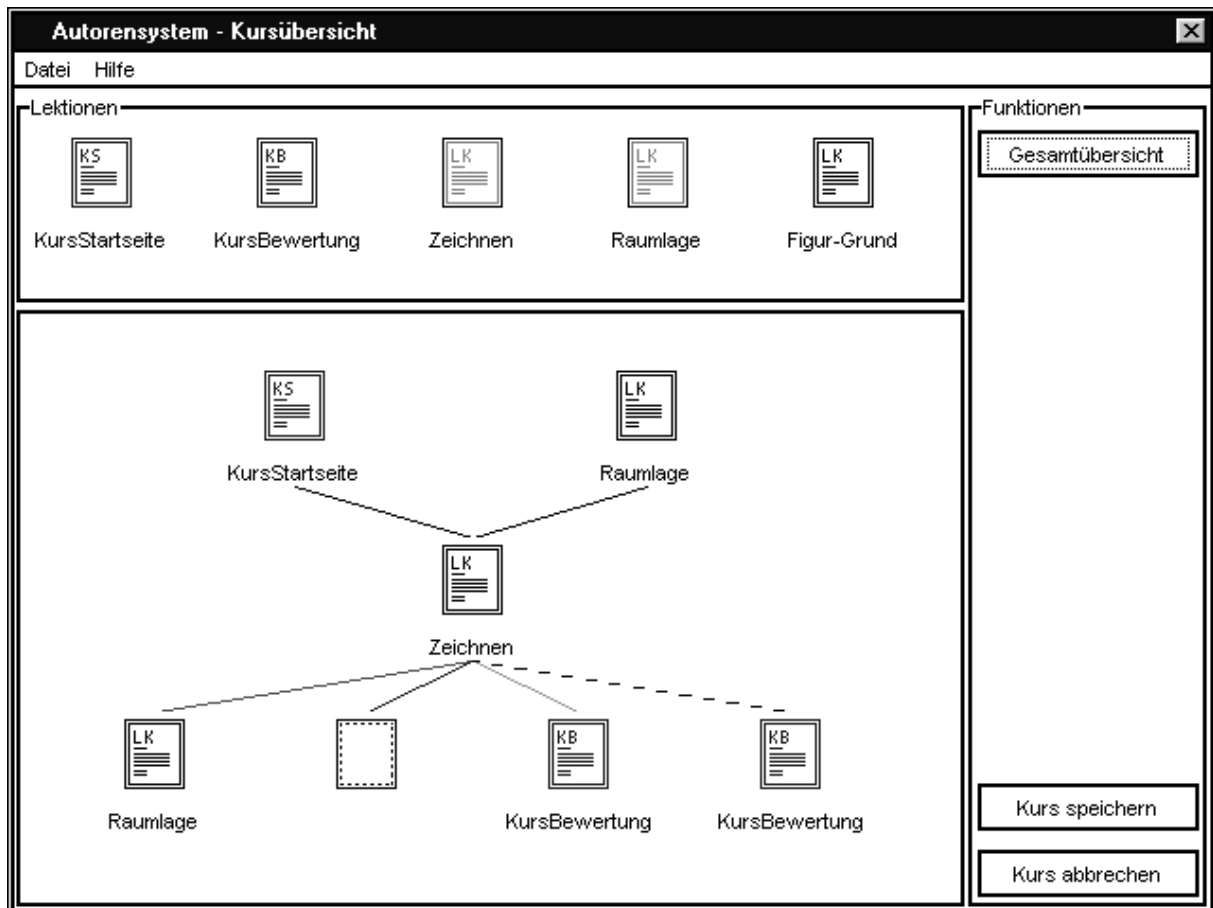 Autorensystem - Kursübersicht
Datei Hilfe
Lektionen
KS KB LK LK LK
KursStartseite KursBewertung Zeichnen Raumlage Figur-Grund
Funktionen
Gesamtübersicht
KS LK
KursStartseite Raumlage
LK
Zeichnen
LK KB KB
Raumlage KursBewertung KursBewertung
Kurs speichern
Kurs abbrechen